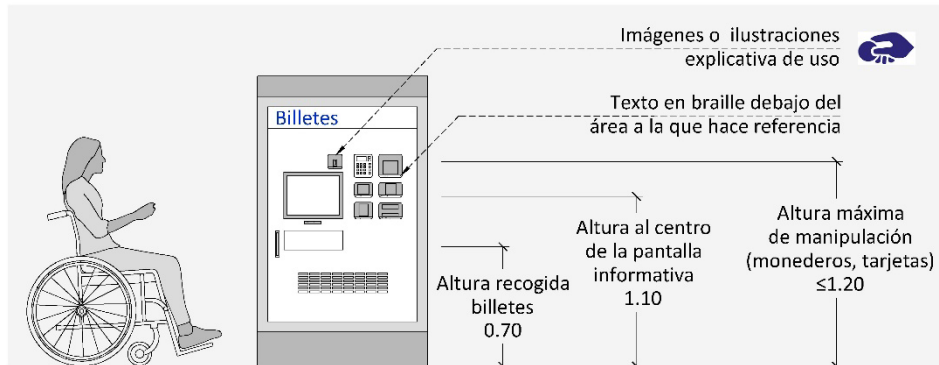 Imágenes o ilustraciones
explicativa de uso
Texto en braille debajo del
área a la que hace referencia
Billetes
Altura máxima
de manipulación
(monederos, tarjetas)
≤1.20
Altura al centro
de la pantalla
informativa
1.10
Altura recogida
billetes
0.70